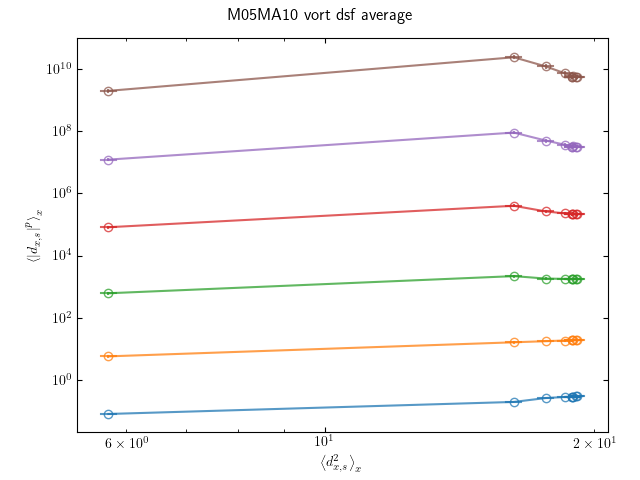 M05MA10 vort dsf average
10^{10}
10^{8}
10^{6}
10^{4}
10^{2}
10^{0}
⟨|d_{x,s}|^p⟩_x
6 × 10^0
10^1
2 × 10^1
⟨d^2_{x,s}⟩_x